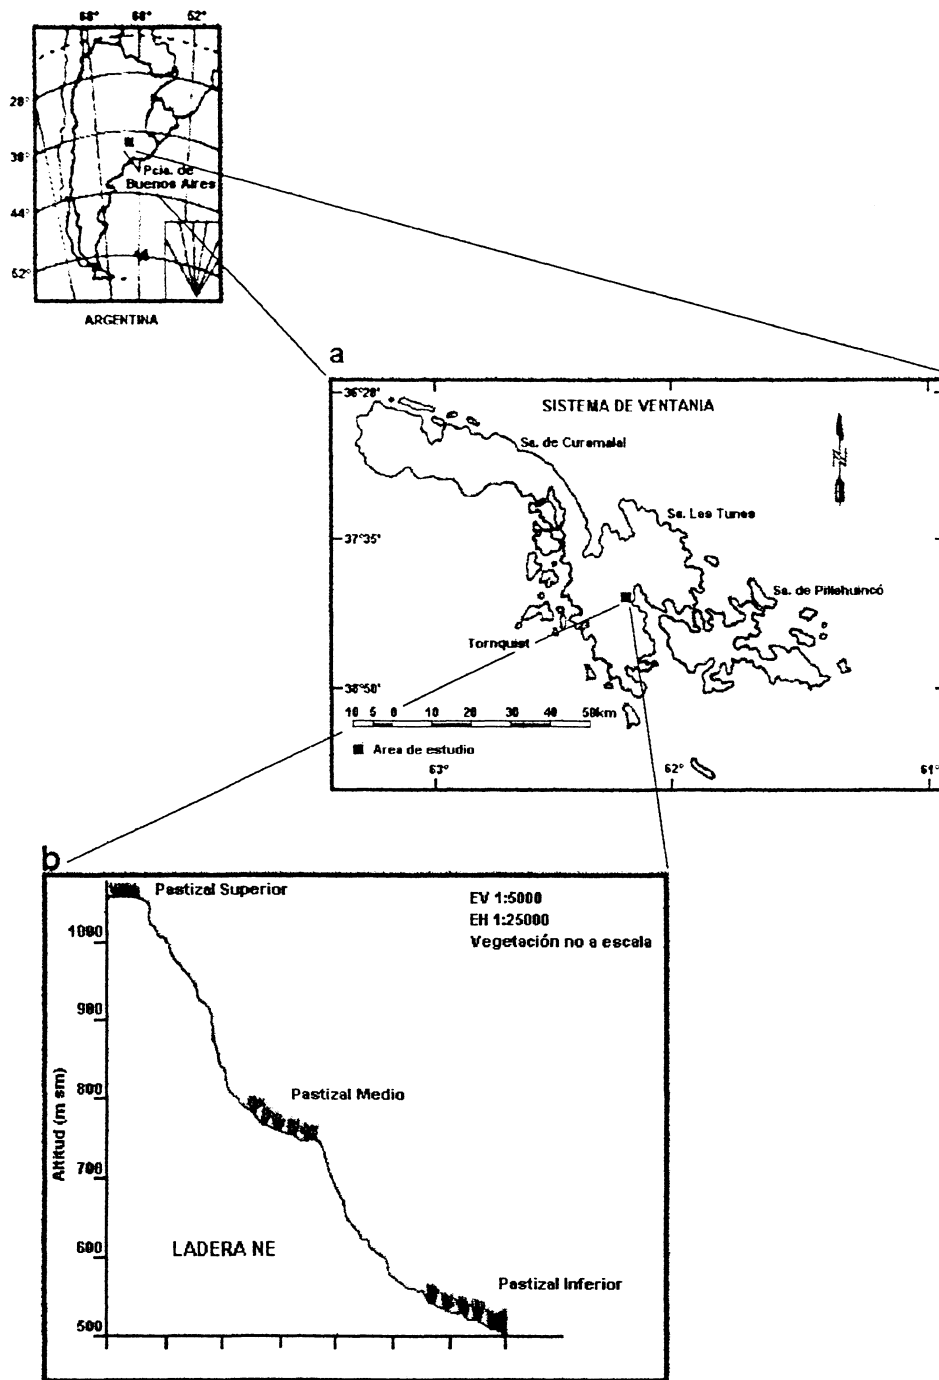 68° 60° 52°
28°
36°
44°
52°
Pcia. de
Buenos Aires
ARGENTINA
a
36°20'
SISTEMA DE VENTANIA
Sa. de Curamalal
Sa. Las Tunas
37°35'
Sa. de Pillahuincó
Tornquist
38°50'
10 5 0 10 20 30 40 50km
Area de estudio
63° 62° 61°
b
Pastizal Superior
EV 1:5000
EH 1:25000
Vegetación no a escala
1000
900
800
Pastizal Medio
Altitud (m sm)
700
600
LADERA NE
Pastizal Inferior
500